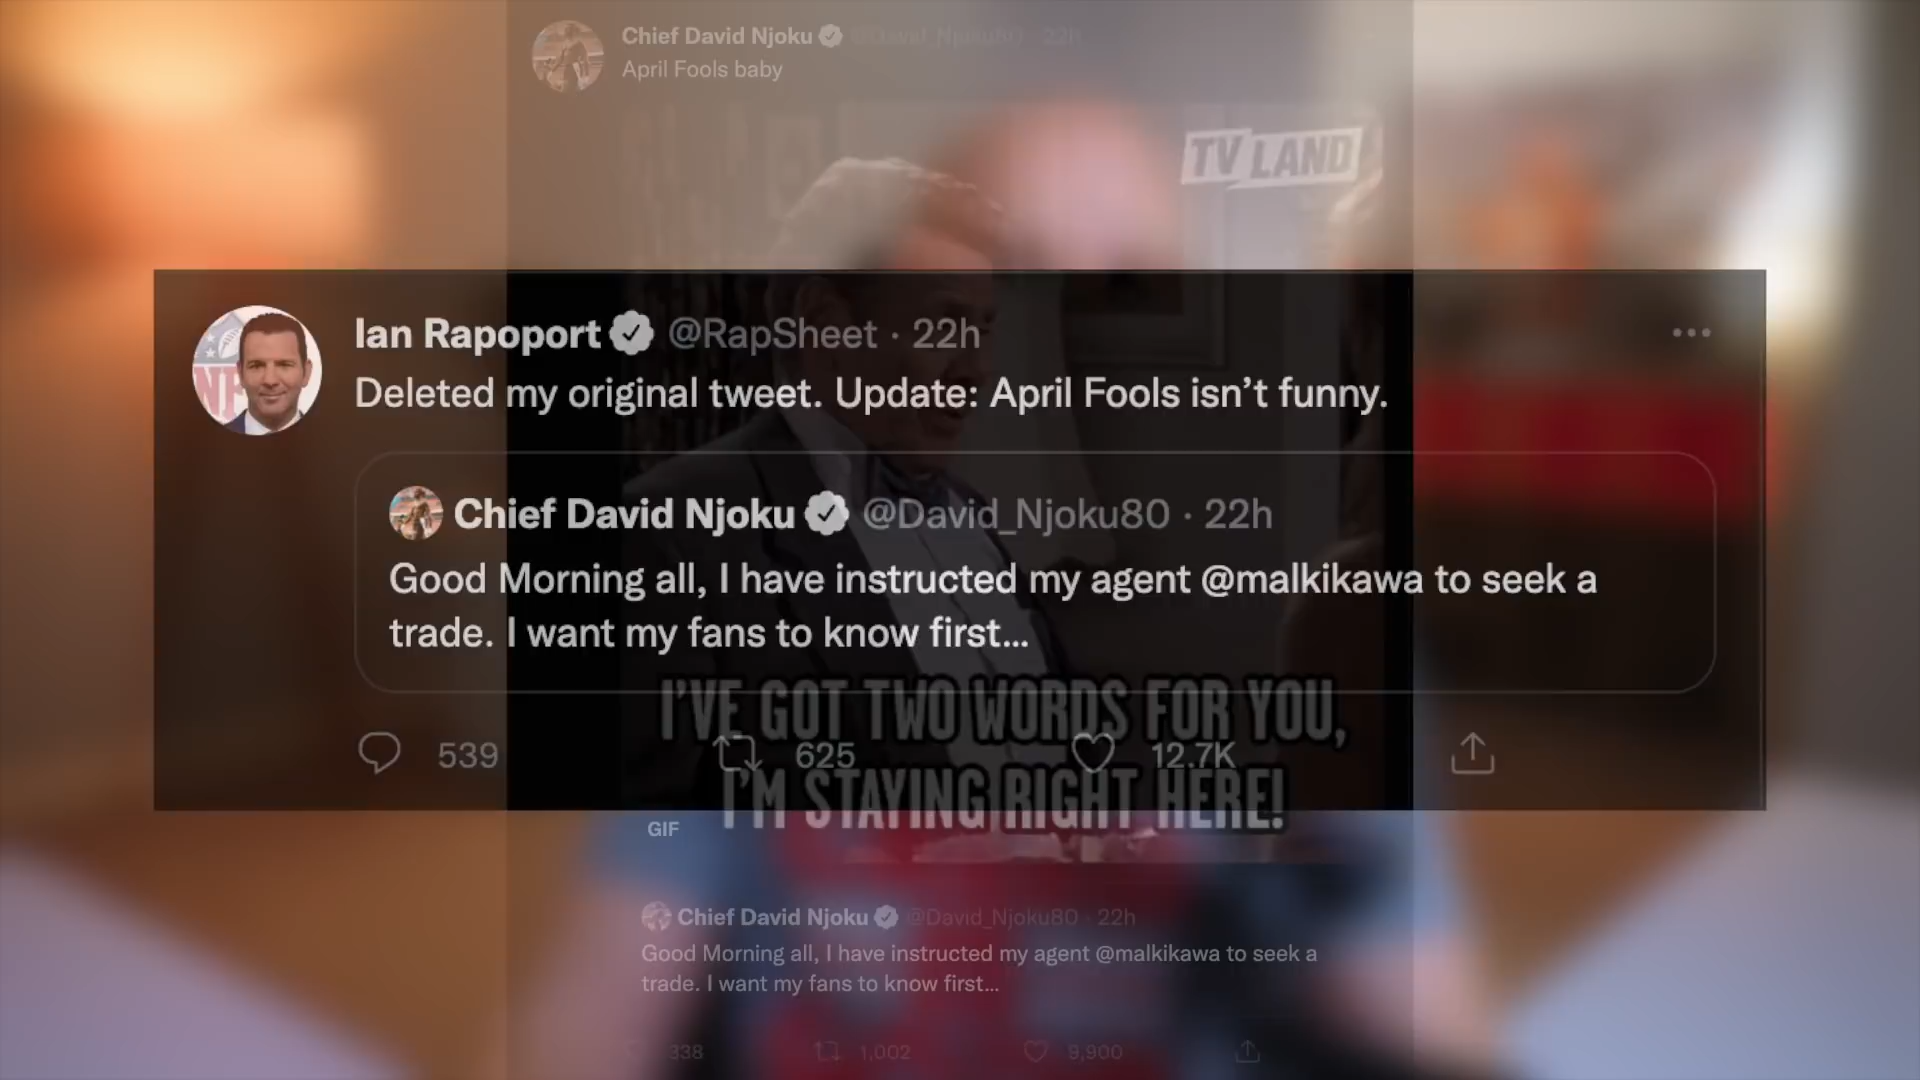 Chief David Njoku @David_Njoku80 · 22h
April Fools baby
TV LAND
Ian Rapoport @RapSheet · 22h
Deleted my original tweet. Update: April Fools isn’t funny.
Chief David Njoku @David_Njoku80 · 22h
Good Morning all, I have instructed my agent @malkikawa to seek a
trade. I want my fans to know first...
I'VE GOT TWO WORDS FOR YOU,
539 625 12.7K
I'M STAYING RIGHT HERE!
GIF
Chief David Njoku @David_Njoku80 · 22h
Good Morning all, I have instructed my agent @malkikawa to seek a
trade. I want my fans to know first...
338 1,002 9,900